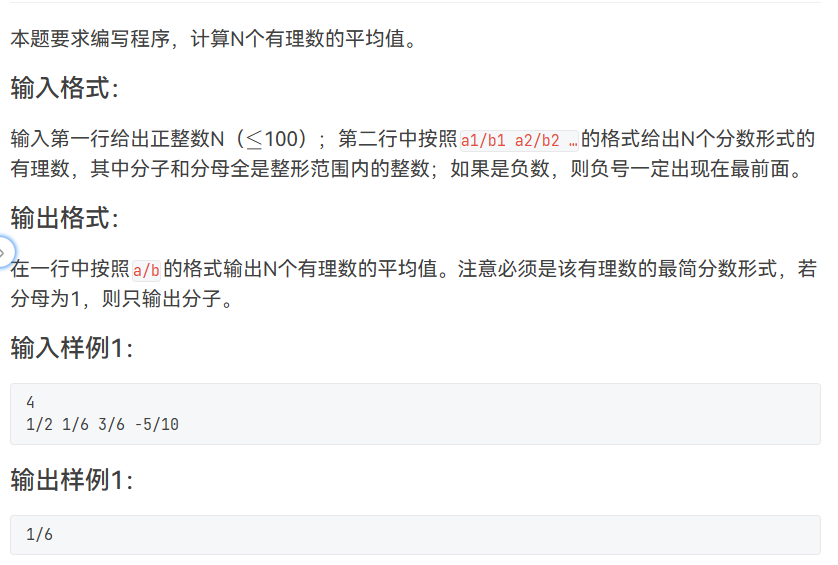 本题要求编写程序，计算N个有理数的平均值。
输入格式：
输入第一行给出正整数N（≤100）；第二行中按照a1/b1 a2/b2 …的格式给出N个分数形式的
有理数，其中分子和分母全是整形范围内的整数；如果是负数，则负号一定出现在最前面。
输出格式：
在一行中按照a/b的格式输出N个有理数的平均值。注意必须是该有理数的最简分数形式，若
分母为1，则只输出分子。
输入样例1：
4
1/2 1/6 3/6 -5/10
输出样例1：
1/6